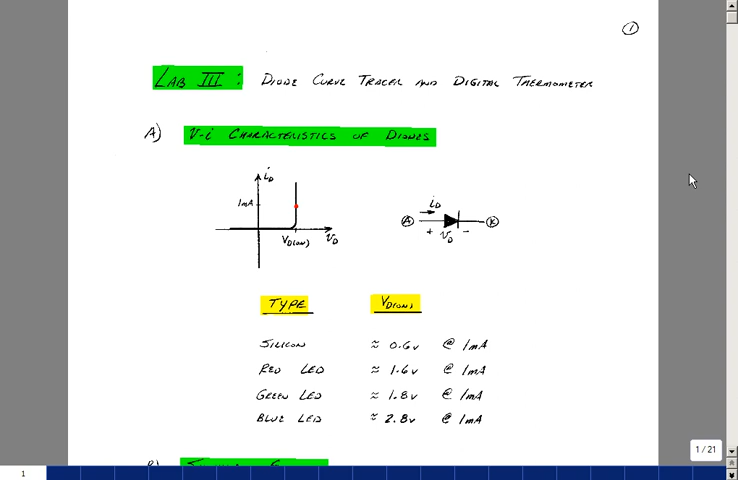 1
LAB III: DIODE CURVE TRACER AND DIGITAL THERMOMETER
A) V-i CHARACTERISTICS OF DIODES
iD
1mA
VD(ON)
VD
iD
A
K
+ VD -
TYPE VD(ON)
SILICON ≈ 0.6V @ 1mA
RED LED ≈ 1.6V @ 1mA
GREEN LED ≈ 1.8V @ 1mA
BLUE LED ≈ 2.8V @ 1mA
1 / 21
1